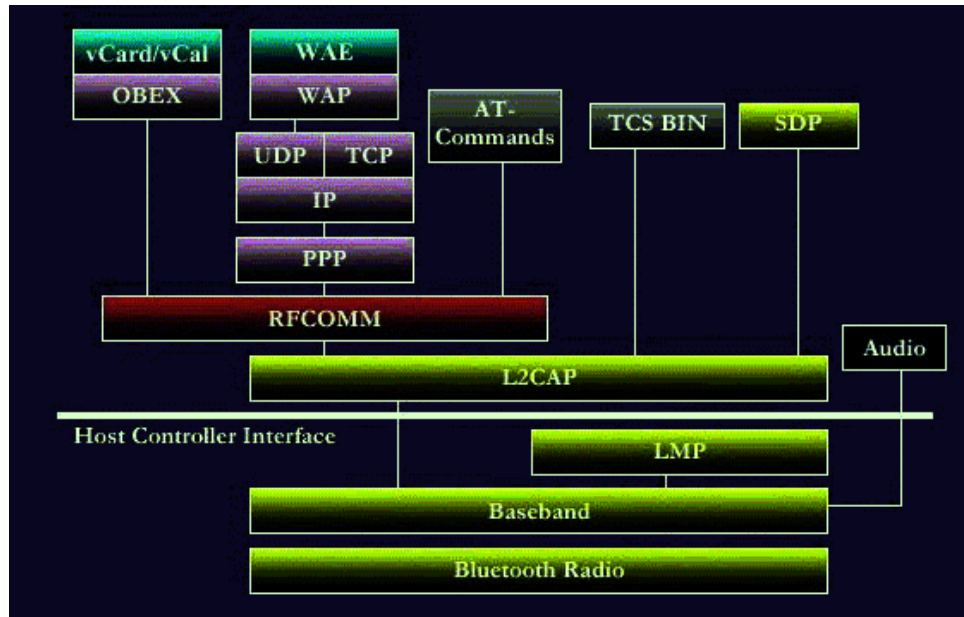 vCard/vCal
OBEX
WAE
WAP
UDP
TCP
IP
PPP
AT-
Commands
TCS BIN
SDP
RFCOMM
L2CAP
Audio
Host Controller Interface
LMP
Baseband
Bluetooth Radio